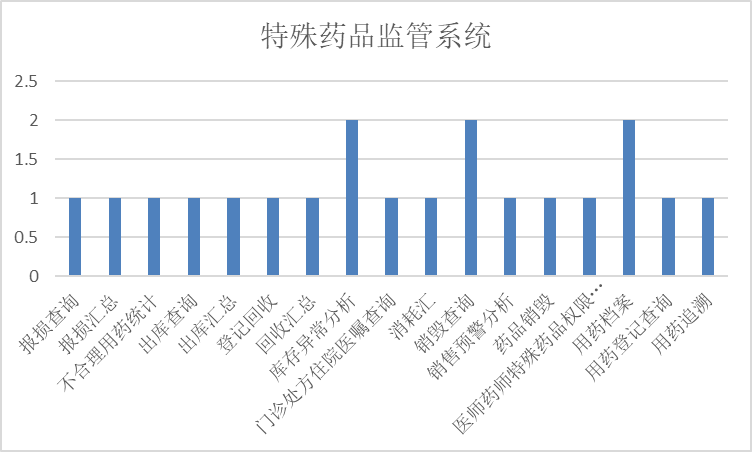 特殊药品监管系统
2.5
2
1.5
1
0.5
0
报损查询
报损汇总
不合理用药统计
出库查询
出库汇总
登记回收
回收汇总
库存异常分析
门诊处方住院医嘱查询
消耗汇
销毁查询
销售预警分析
药品销毁
医师药师特殊药品权限…
用药档案
用药登记查询
用药追溯